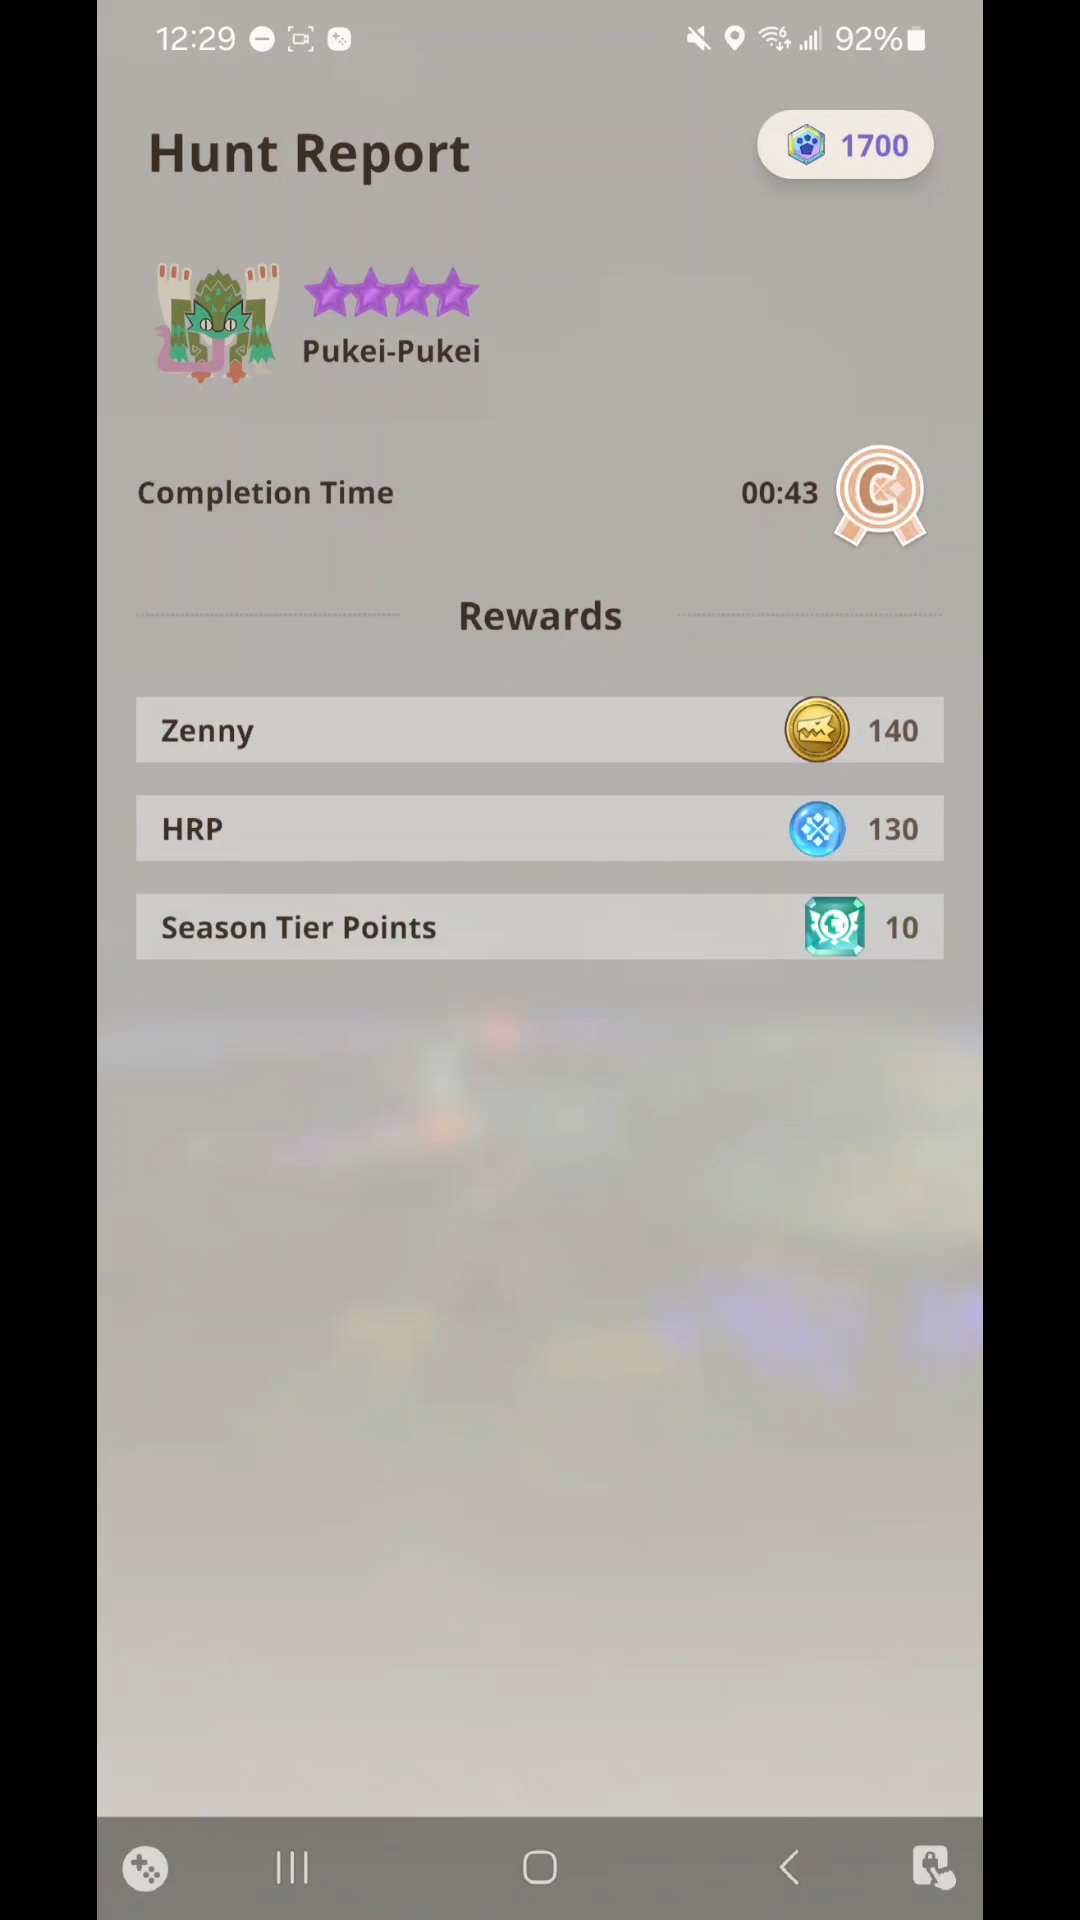 12:29
92%
Hunt Report
1700
Pukei-Pukei
Completion Time
00:43
C
Rewards
Zenny
140
HRP
130
Season Tier Points
10